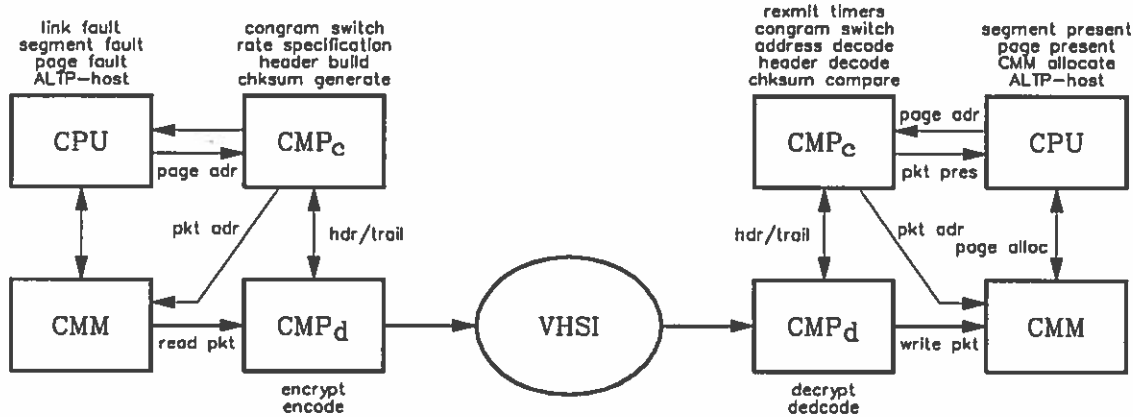 link fault
segment fault
page fault
ALTP-host
congram switch
rate specification
header build
chksum generate
rexmit timers
congram switch
address decode
header decode
chksum compare
segment present
page present
CMM allocate
ALTP-host
CPU
page adr
CMPc
CMPc
page adr
pkt pres
CPU
pkt adr
hdr/trail
hdr/trail
pkt adr
page alloc
CMM
read pkt
CMPd
VHSI
CMPd
write pkt
CMM
encrypt
encode
decrypt
dedcode